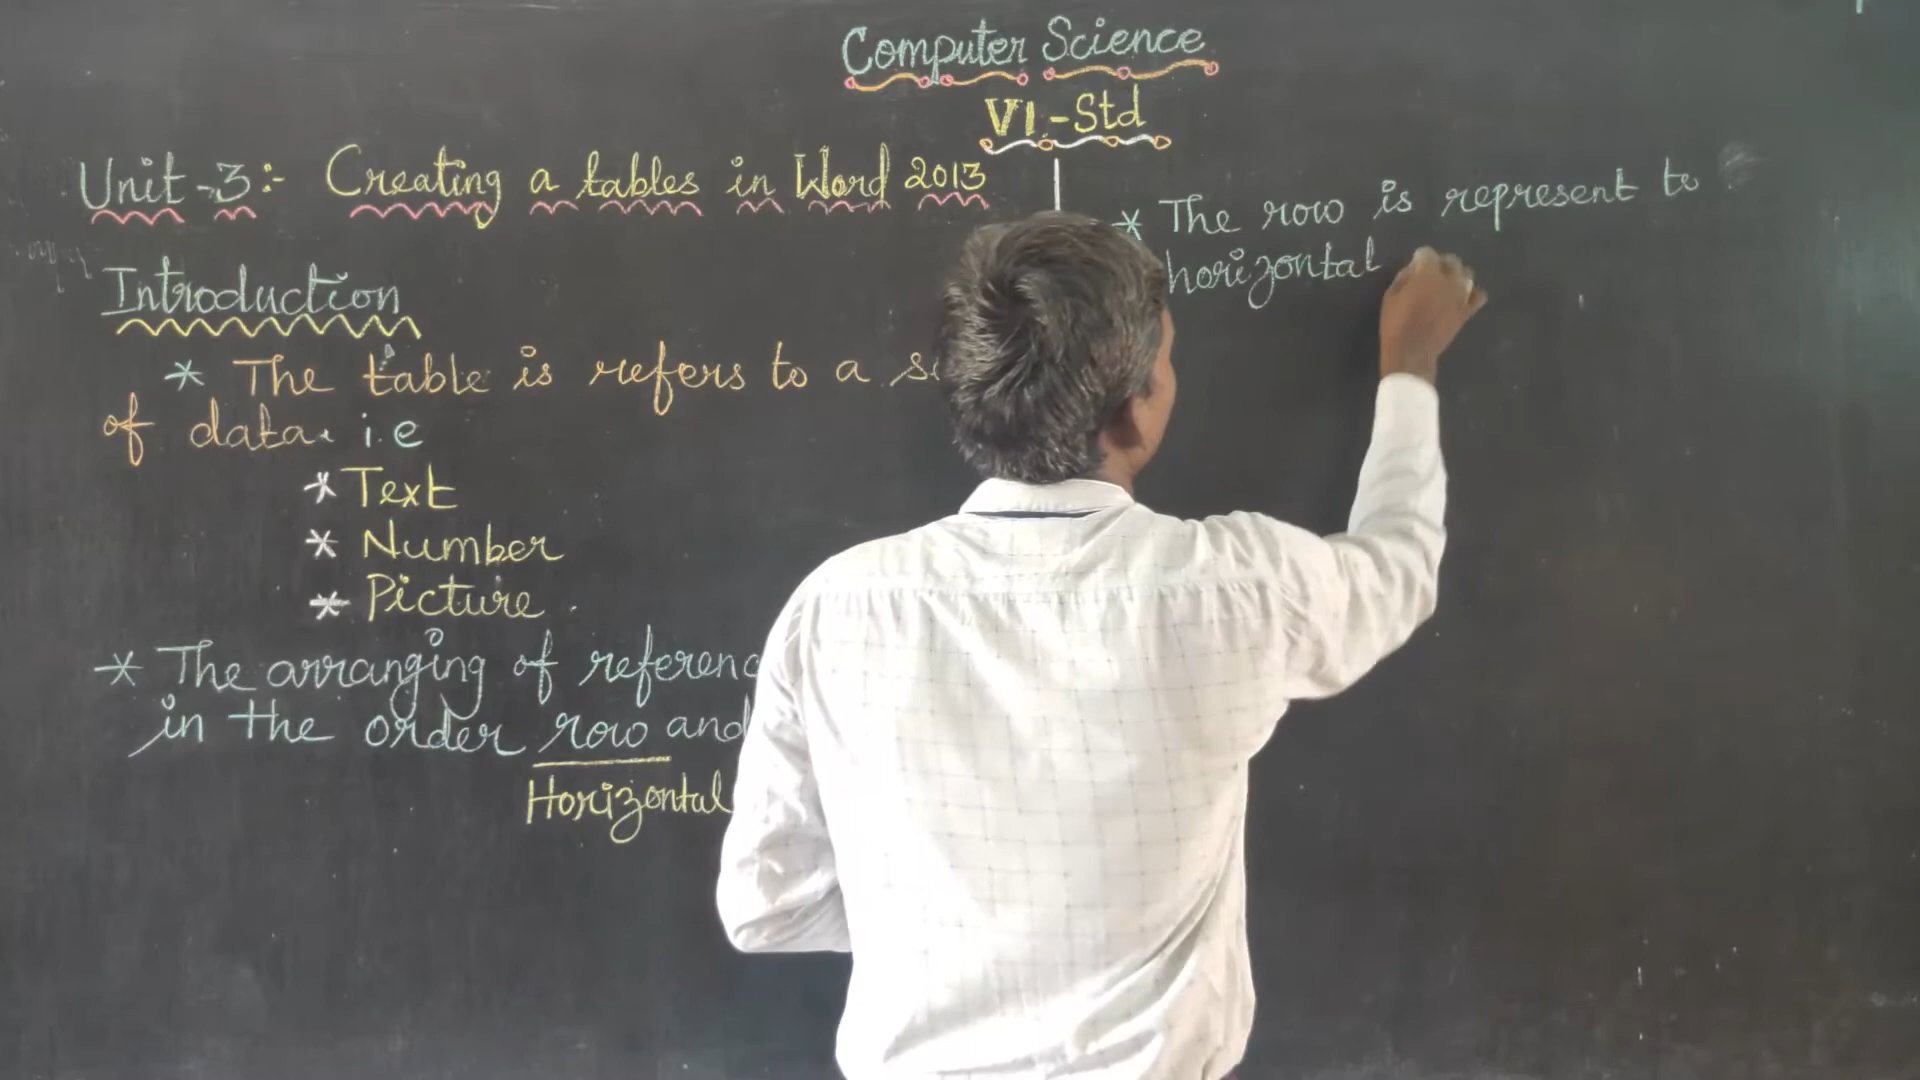 Computer Science
VI-Std
Unit-3:- Creating a tables in Word 2013
Introduction
* The table is refers to a
of data. i.e
* Text
* Number
* Picture
* The arranging of
in the order row and
Horizontal
* The row is represent to
horizontal